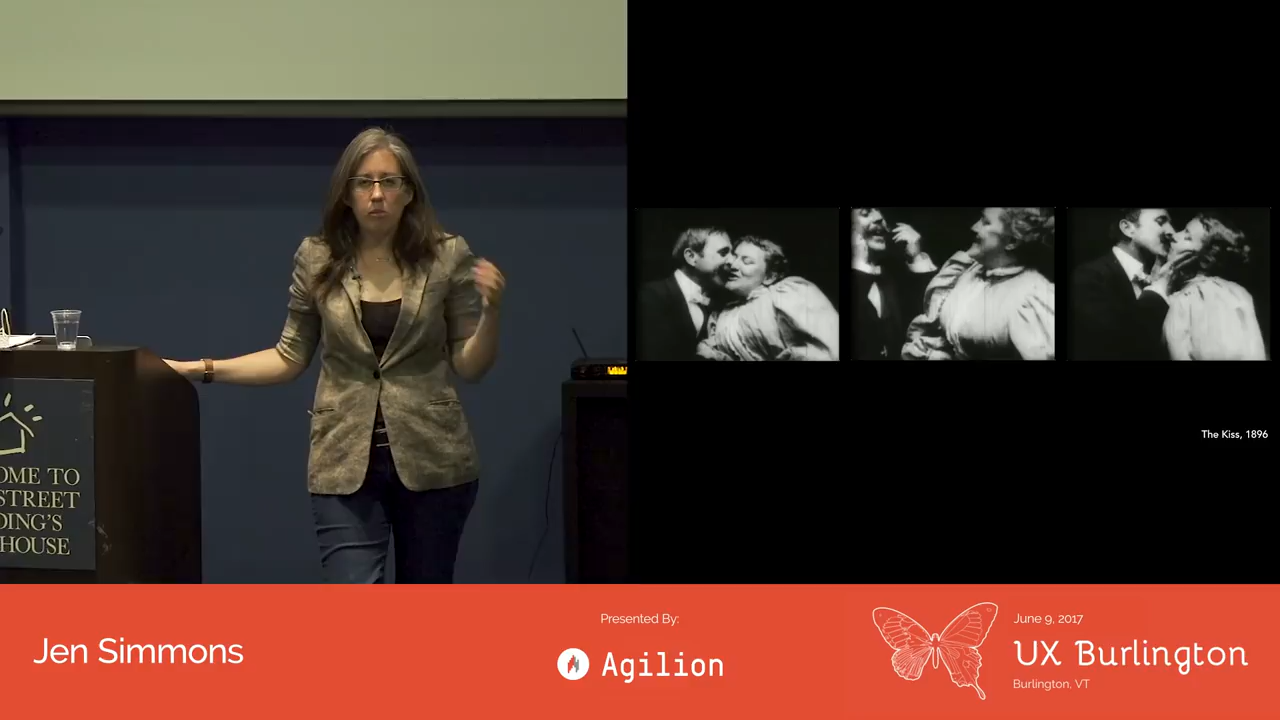 OME TO
STREET
DING'S
HOUSE
The Kiss, 1896
Jen Simmons
Presented By:
Agilion
June 9, 2017
UX Burlington
Burlington, VT